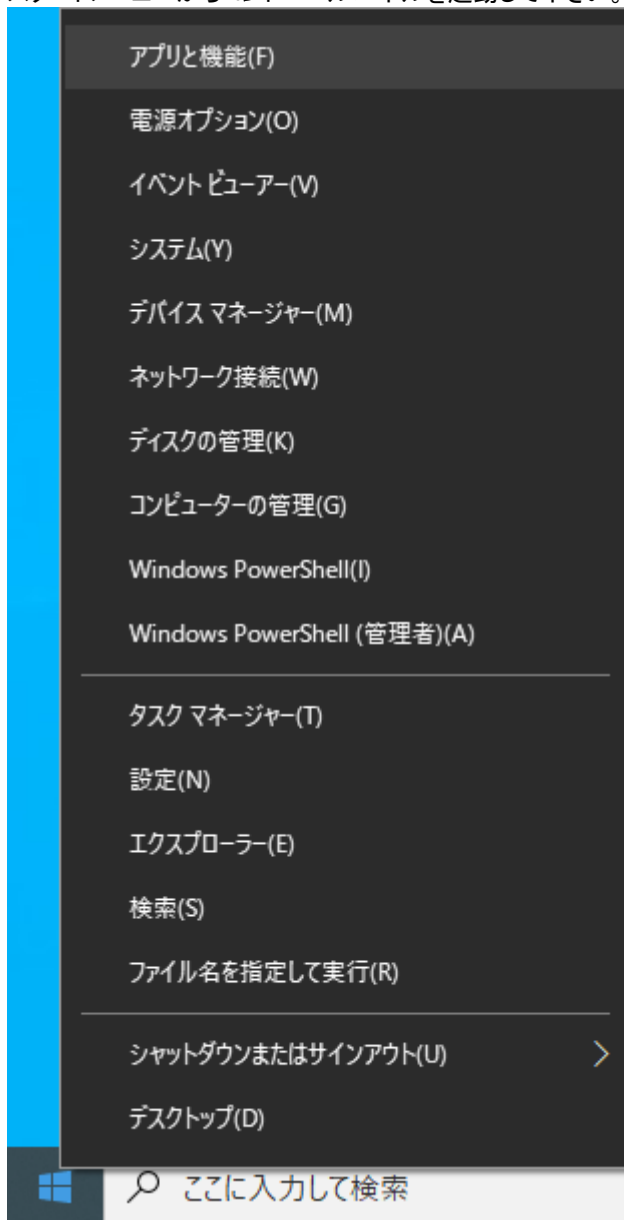 アプリと機能(F)
電源オプション(O)
イベント ビューアー(V)
システム(Y)
デバイス マネージャー(M)
ネットワーク接続(W)
ディスクの管理(K)
コンピューターの管理(G)
Windows PowerShell(I)
Windows PowerShell (管理者)(A)
タスク マネージャー(T)
設定(N)
エクスプローラー(E)
検索(S)
ファイル名を指定して実行(R)
シャットダウンまたはサインアウト(U)
デスクトップ(D)
ここに入力して検索